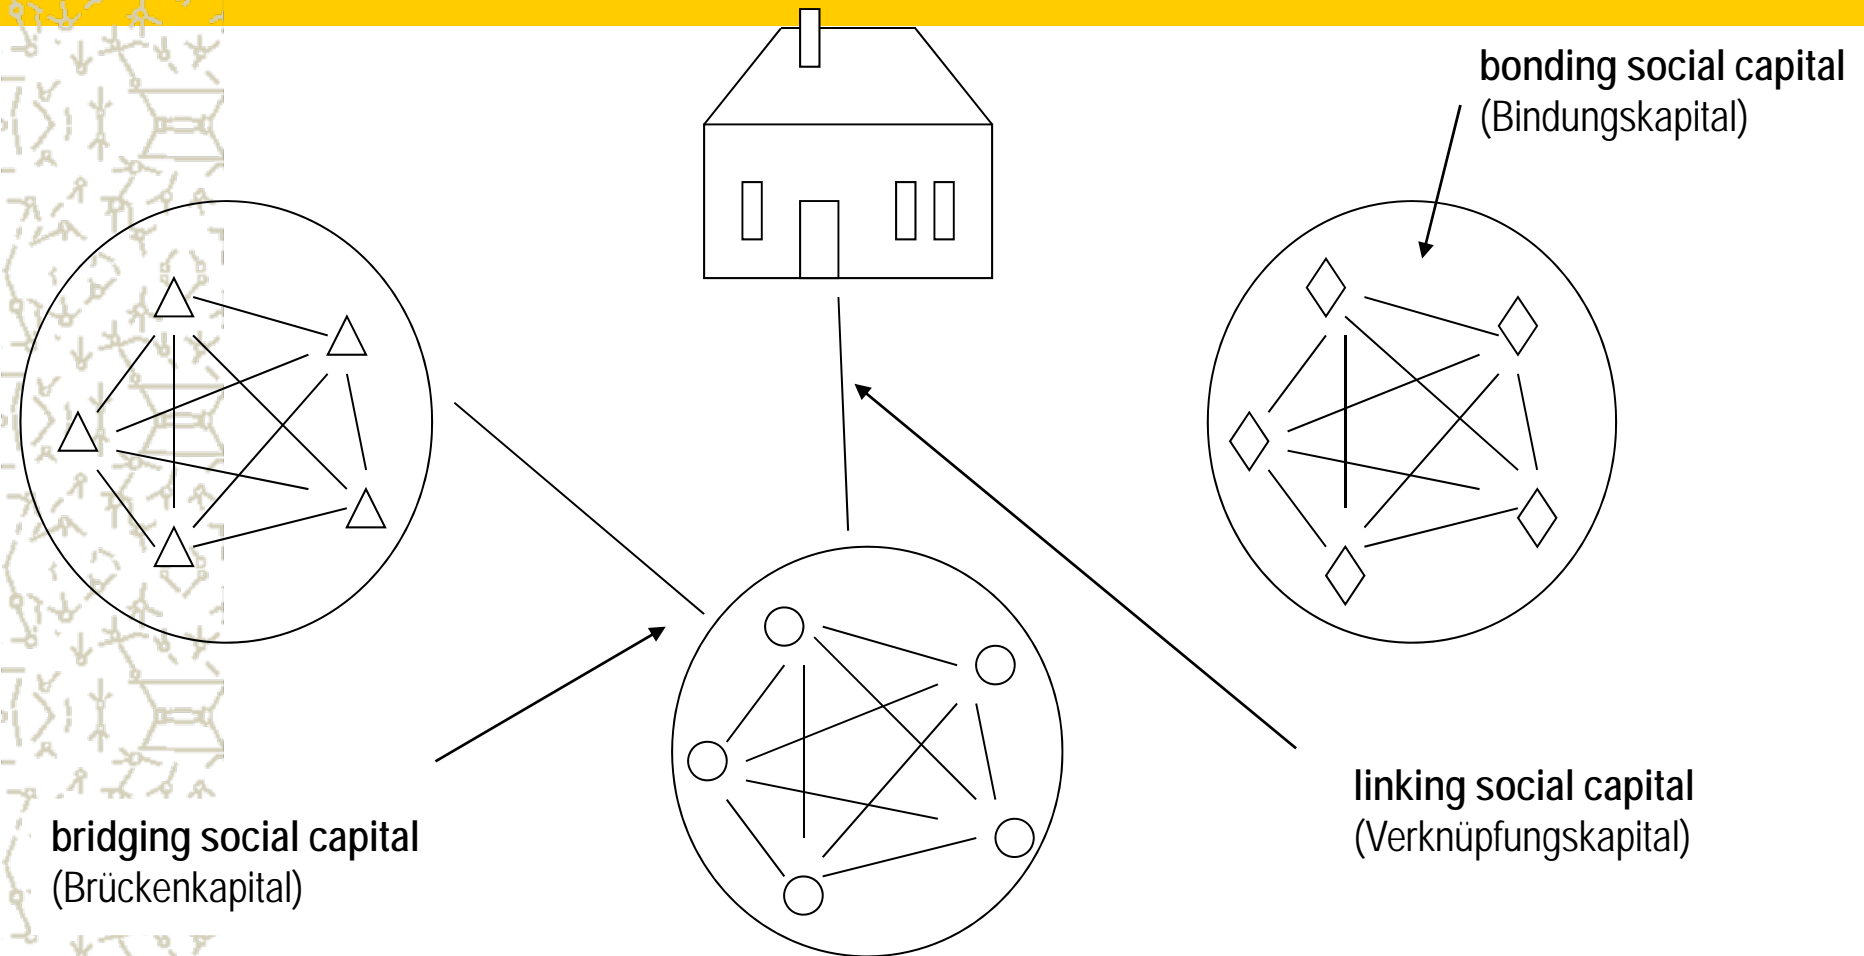 bonding social capital
(Bindungskapital)
linking social capital
(Verknüpfungskapital)
bridging social capital
(Brückenkapital)